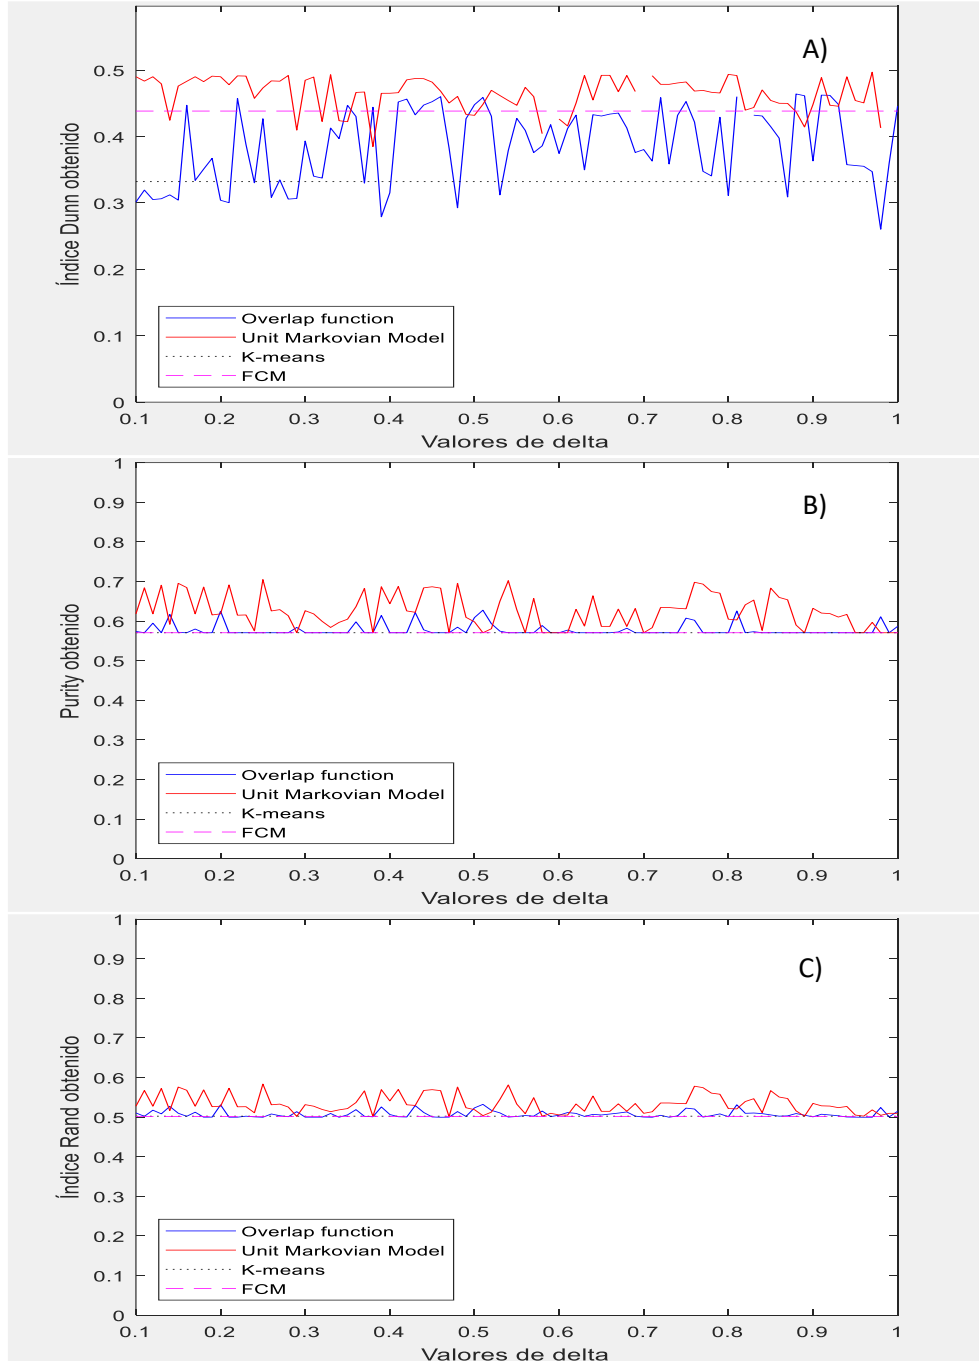 A)
0.5
0.4
0.3
0.2
0.1
0
Índice Dunn obtenido
Overlap function
Unit Markovian Model
K-means
FCM
0.1 0.2 0.3 0.4 0.5 0.6 0.7 0.8 0.9 1
Valores de delta
B)
1
0.9
0.8
0.7
0.6
0.5
0.4
0.3
0.2
0.1
0
Purity obtenido
Overlap function
Unit Markovian Model
K-means
FCM
0.1 0.2 0.3 0.4 0.5 0.6 0.7 0.8 0.9 1
Valores de delta
C)
1
0.9
0.8
0.7
0.6
0.5
0.4
0.3
0.2
0.1
0
Índice Rand obtenido
Overlap function
Unit Markovian Model
K-means
FCM
0.1 0.2 0.3 0.4 0.5 0.6 0.7 0.8 0.9 1
Valores de delta